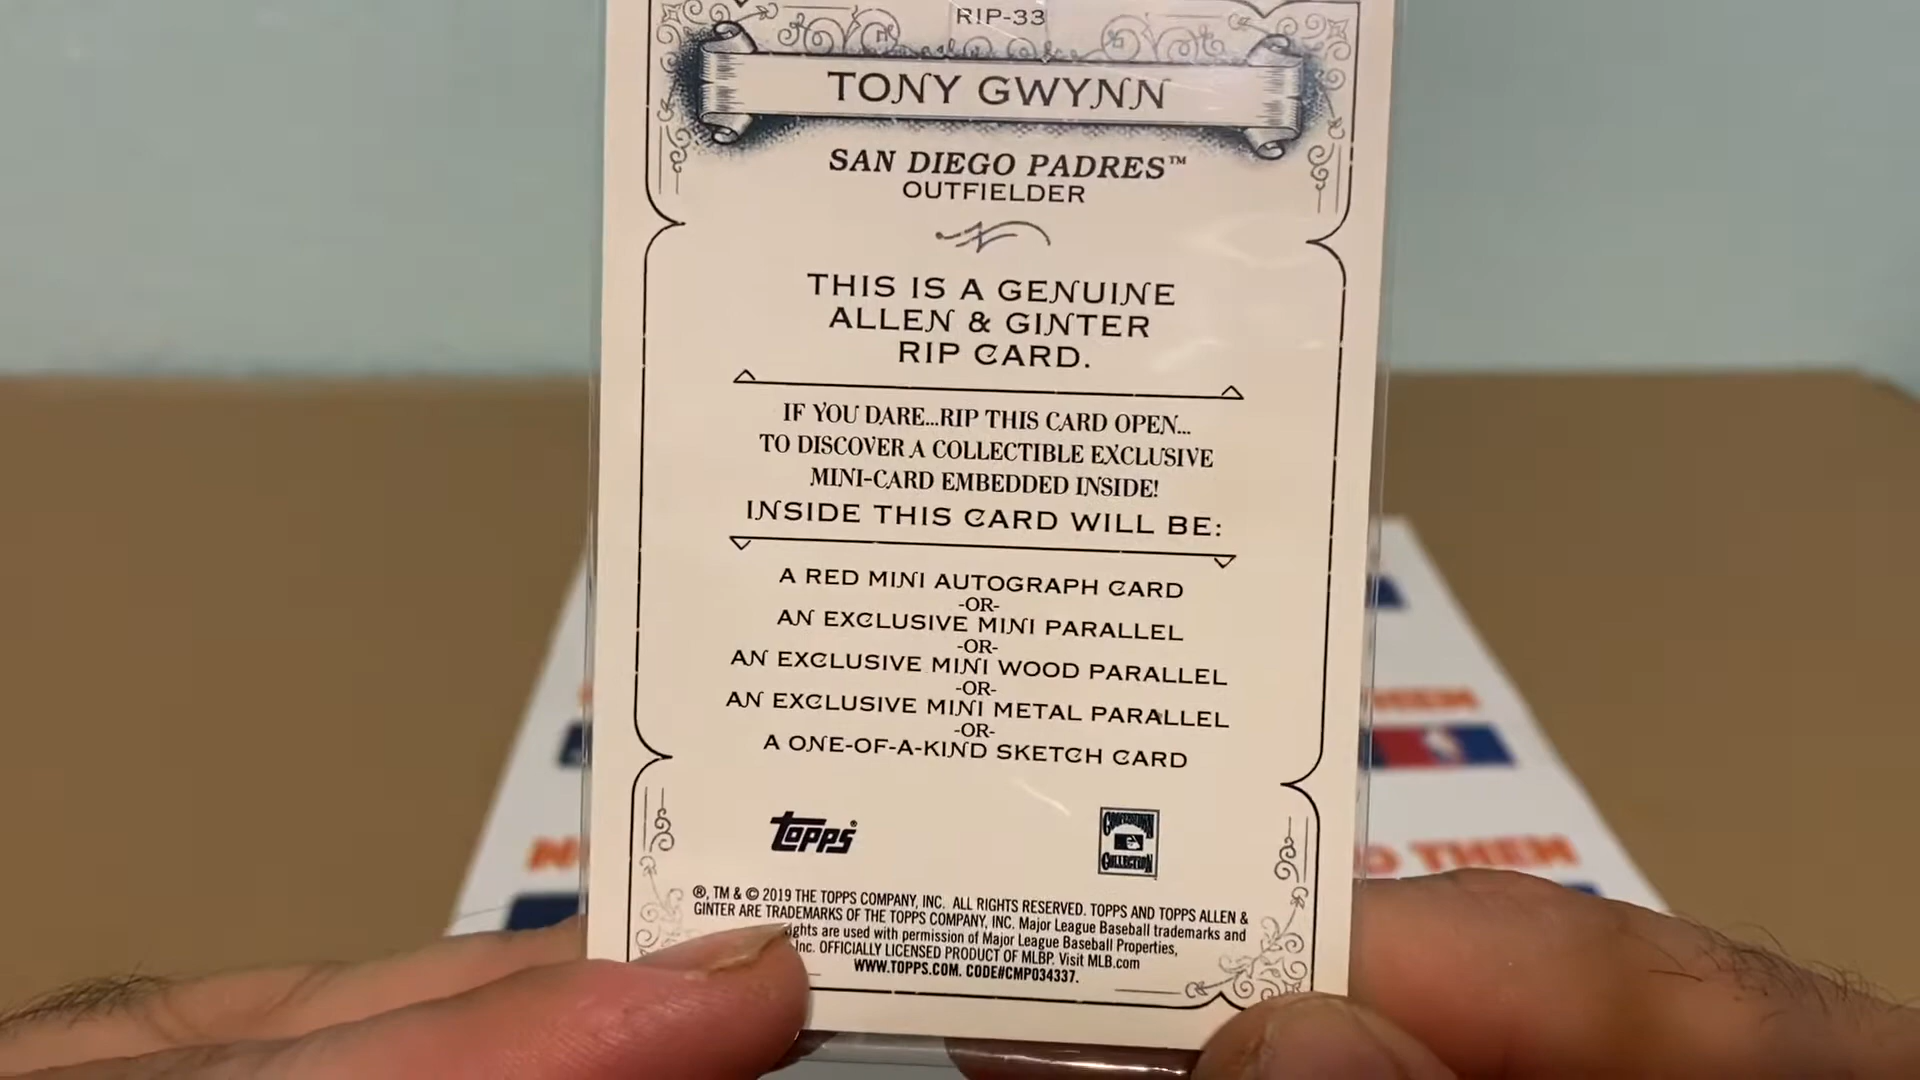 RIP-33
TONY GWYNN
SAN DIEGO PADRES™
OUTFIELDER
THIS IS A GENUINE
ALLEN & GINTER
RIP CARD.
IF YOU DARE...RIP THIS CARD OPEN...
TO DISCOVER A COLLECTIBLE EXCLUSIVE
MINI-CARD EMBEDDED INSIDE!
INSIDE THIS CARD WILL BE:
A RED MINI AUTOGRAPH CARD
-OR-
AN EXCLUSIVE MINI PARALLEL
-OR-
AN EXCLUSIVE MINI WOOD PARALLEL
-OR-
AN EXCLUSIVE MINI METAL PARALLEL
-OR-
A ONE-OF-A-KIND SKETCH CARD
topps®
COOPERSTOWN
COLLECTION
®, TM & © 2019 THE TOPPS COMPANY, INC. ALL RIGHTS RESERVED. TOPPS AND TOPPS ALLEN &
GINTER ARE TRADEMARKS OF THE TOPPS COMPANY, INC. Major League Baseball trademarks and
ights are used with permission of Major League Baseball Properties,
Inc. OFFICIALLY LICENSED PRODUCT OF MLBP. Visit MLB.com
WWW.TOPPS.COM. CODE#CMP034337.
THEN
THEN